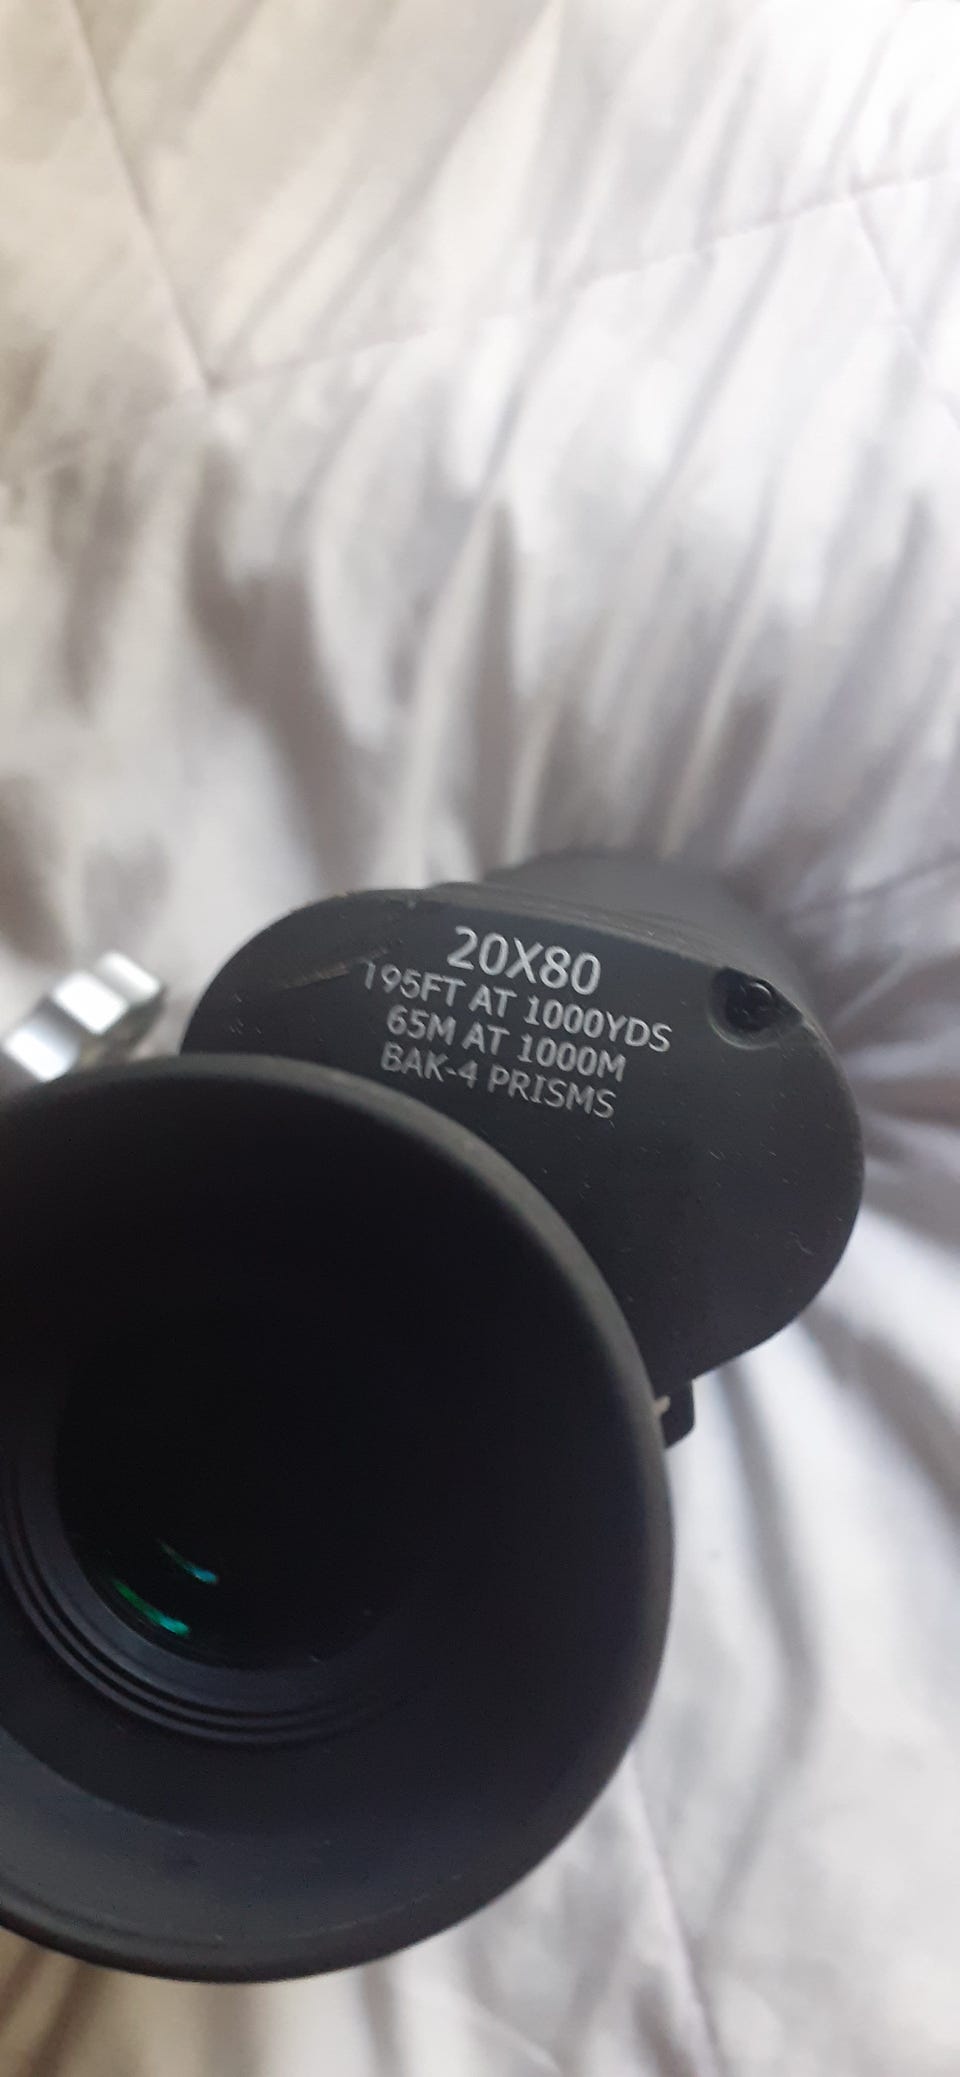 20X80
195FT AT 1000YDS
65M AT 1000M
BAK-4 PRISMS